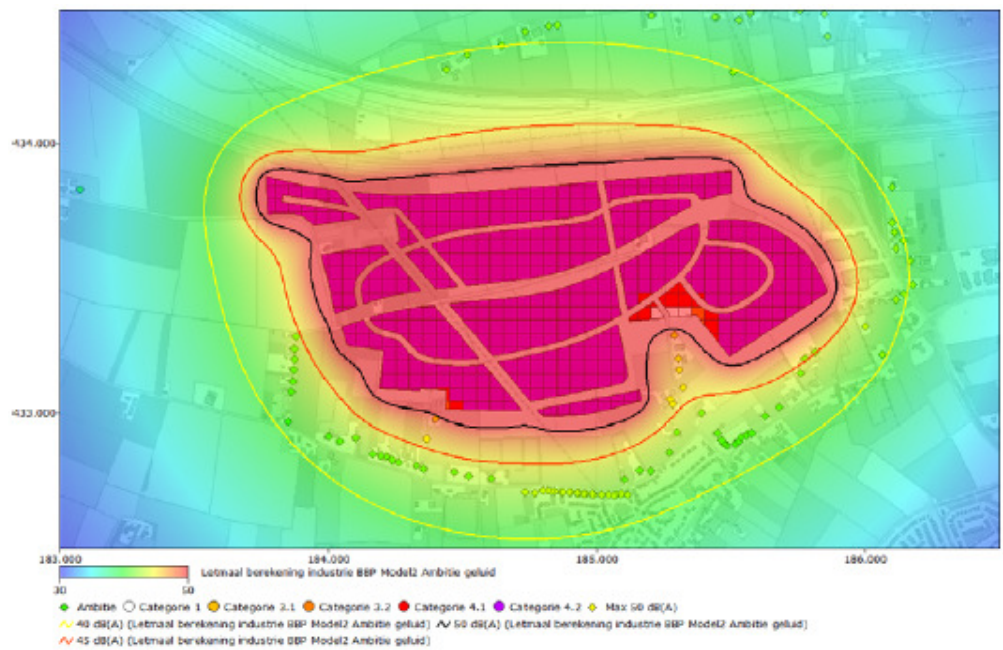 434.000
433.000
183.000 184.000 185.000 186.000
Letmaal berekening industrie BBP Model2 Ambitie geluid
30 50
Ambitie Categorie 1 Categorie 3.1 Categorie 3.2 Categorie 4.1 Categorie 4.2 Max 50 dB(A)
40 dB(A) (Letmaal berekening industrie BBP Model2 Ambitie geluid) 50 dB(A) (Letmaal berekening industrie BBP Model2 Ambitie geluid)
45 dB(A) (Letmaal berekening industrie BBP Model2 Ambitie geluid)